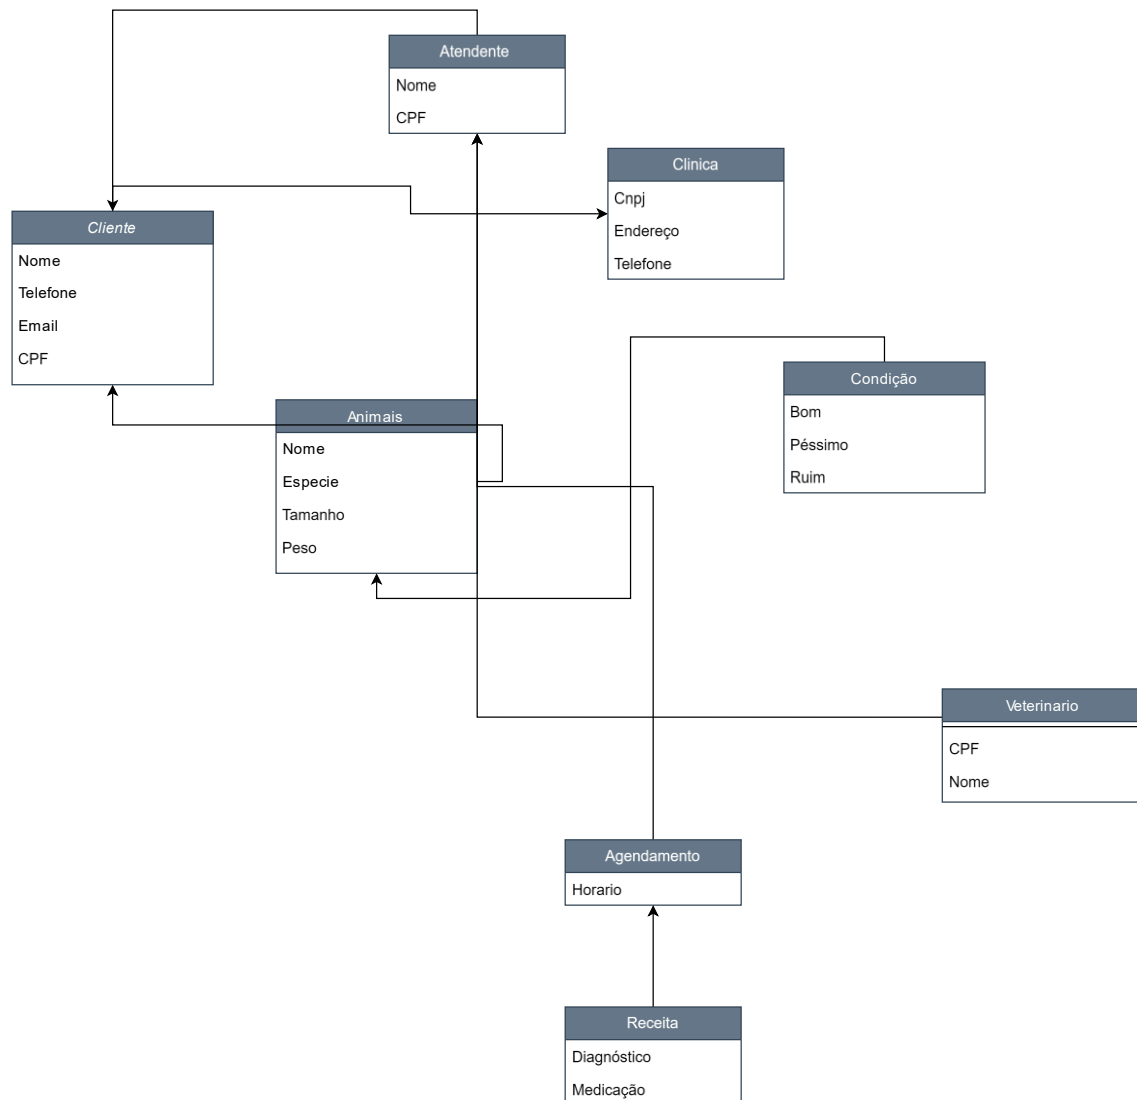 Atendente
Nome
CPF
Clinica
Cnpj
Endereço
Telefone
Cliente
Nome
Telefone
Email
CPF
Condição
Bom
Péssimo
Ruim
Animais
Nome
Especie
Tamanho
Peso
Veterinario
CPF
Nome
Agendamento
Horario
Receita
Diagnóstico
Medicação